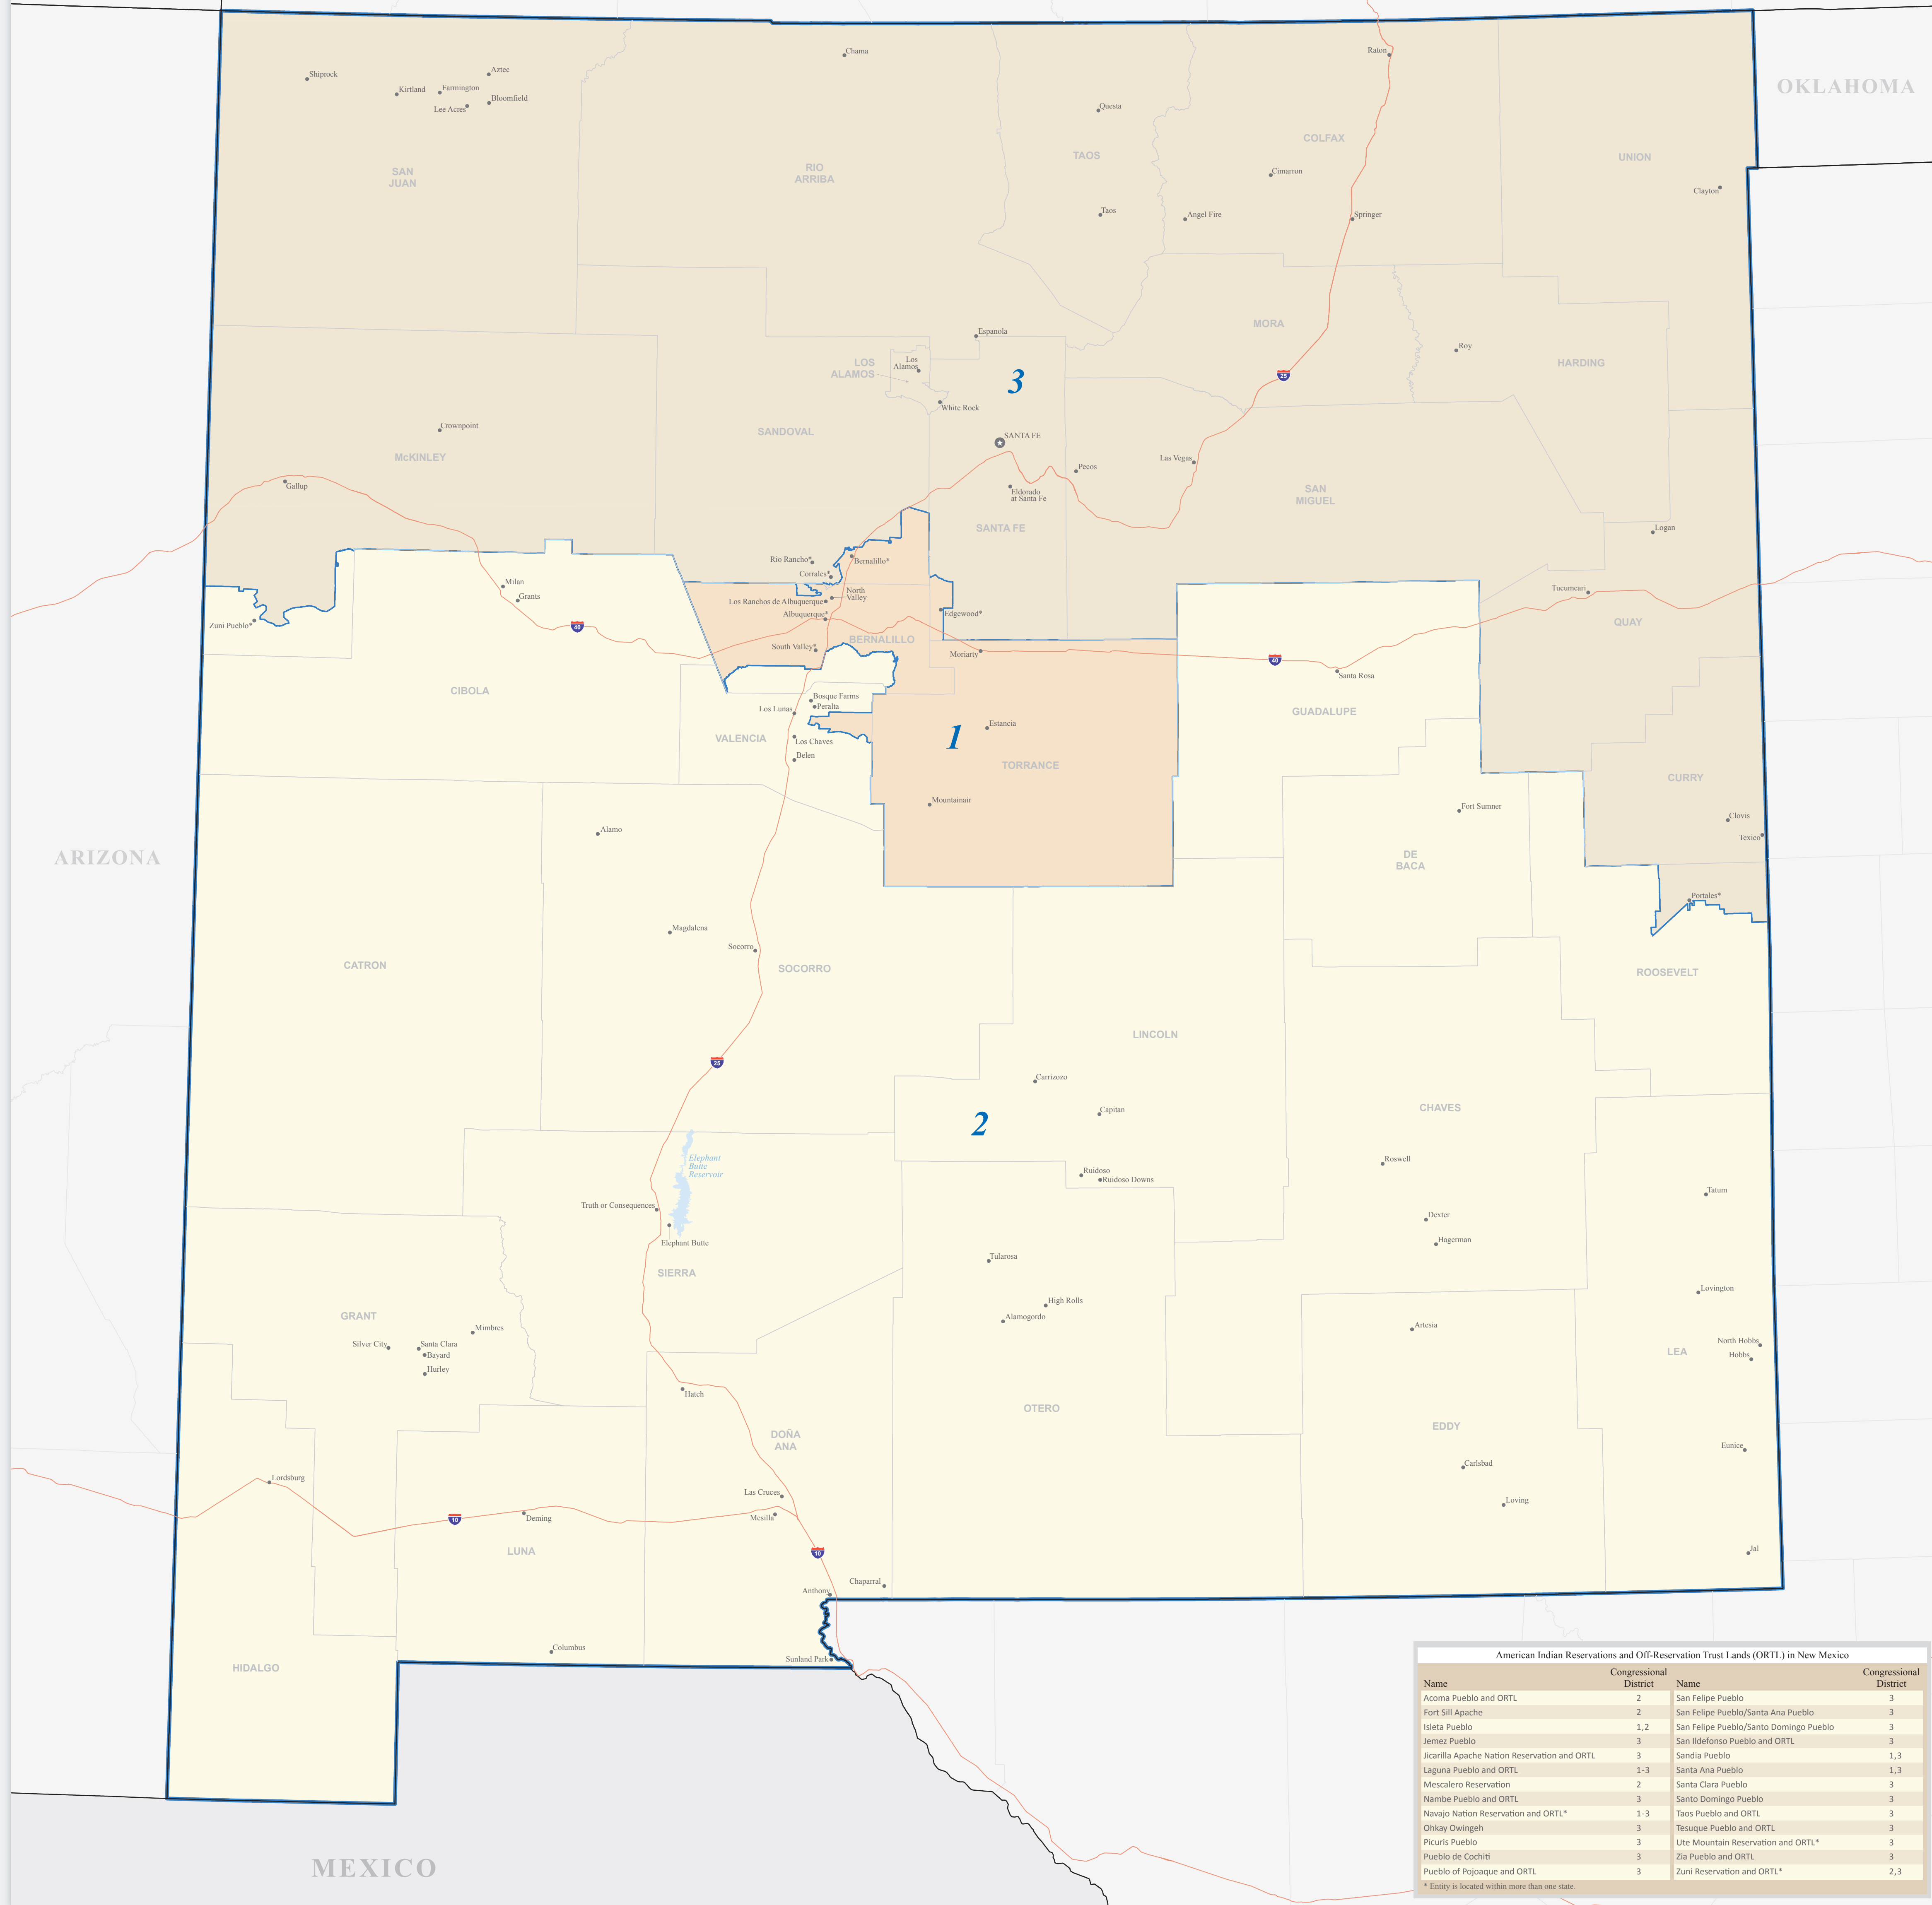 OKLAHOMA
Shiprock
Kirtland
Farmington
Aztec
Lee Acres
Bloomfield
Chama
Raton
Questa
COLFAX
TAOS
UNION
SAN
JUAN
RIO
ARRIBA
Cimarron
Clayton
Taos
Angel Fire
Springer
MORA
Espanola
LOS
ALAMOS
Los
Alamos
3
25
Roy
HARDING
White Rock
Crownpoint
SANDOVAL
SANTA FE
McKINLEY
Pecos
Las Vegas
Gallup
Eldorado
at Santa Fe
SAN
MIGUEL
SANTA FE
Logan
Rio Rancho*
Bernalillo*
Corrales*
Milan
Grants
North
Valley
Los Ranchos de Albuquerque
Albuquerque*
Edgewood*
Tucumcari
Zuni Pueblo*
40
BERNALILLO
QUAY
South Valley*
Moriarty
40
Santa Rosa
CIBOLA
Bosque Farms
Peralta
Los Lunas
GUADALUPE
VALENCIA
Los Chaves
Belen
1
Estancia
TORRANCE
CURRY
Mountainair
Fort Sumner
Clovis
Texico
Alamo
ARIZONA
DE
BACA
Portales*
Magdalena
Socorro
CATRON
SOCORRO
ROOSEVELT
LINCOLN
25
Carrizozo
Capitan
CHAVES
2
Elephant
Butte
Reservoir
Roswell
Ruidoso
Ruidoso Downs
Truth or Consequences
Tatum
Dexter
Elephant Butte
Hagerman
Tularosa
SIERRA
Lovington
High Rolls
Alamogordo
GRANT
Artesia
Mimbres
Silver City
Santa Clara
Bayard
Hurley
North Hobbs
Hobbs
LEA
Hatch
OTERO
EDDY
DOÑA
ANA
Eunice
Carlsbad
Lordsburg
Las Cruces
Loving
10
Deming
Mesilla
LUNA
10
Jal
Chaparral
Anthony
Columbus
Sunland Park
HIDALGO
MEXICO
American Indian Reservations and Off-Reservation Trust Lands (ORTL) in New Mexico
Name Congressional District Name Congressional District
Acoma Pueblo and ORTL 2 San Felipe Pueblo 3
Fort Sill Apache 2 San Felipe Pueblo/Santa Ana Pueblo 3
Isleta Pueblo 1,2 San Felipe Pueblo/Santo Domingo Pueblo 3
Jemez Pueblo 3 San Ildefonso Pueblo and ORTL 3
Jicarilla Apache Nation Reservation and ORTL 3 Sandia Pueblo 1,3
Laguna Pueblo and ORTL 1-3 Santa Ana Pueblo 1,3
Mescalero Reservation 2 Santa Clara Pueblo 3
Nambe Pueblo and ORTL 3 Santo Domingo Pueblo 3
Navajo Nation Reservation and ORTL* 1-3 Taos Pueblo and ORTL 3
Ohkay Owingeh 3 Tesuque Pueblo and ORTL 3
Picuris Pueblo 3 Ute Mountain Reservation and ORTL* 3
Pueblo de Cochiti 3 Zia Pueblo and ORTL 3
Pueblo of Pojoaque and ORTL 3 Zuni Reservation and ORTL* 2,3
* Entity is located within more than one state.